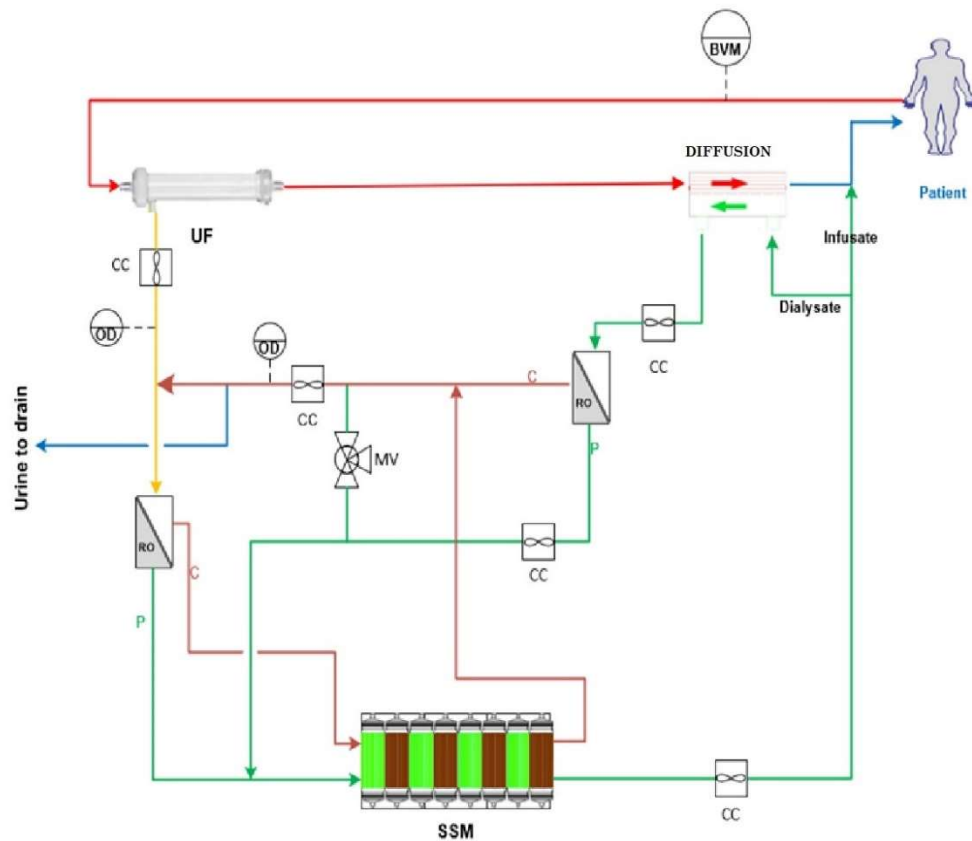 BVM
DIFFUSION
Patient
UF
Infusate
CC
Dialysate
OD
OD
CC
C
RO
CC
P
MV
Urine to drain
RO
C
CC
P
SSM
CC